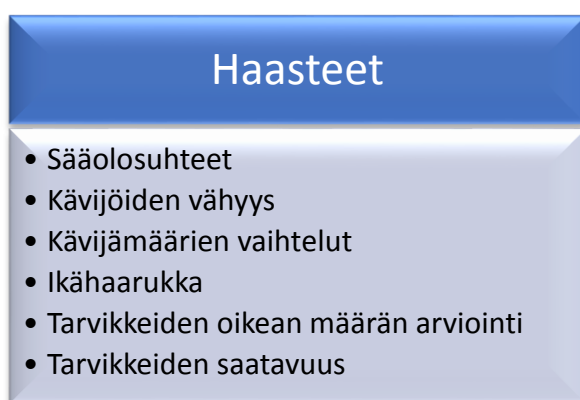 Haasteet
• Sääolosuhteet
• Kävijöiden vähyys
• Kävijämäärien vaihtelut
• Ikähaarukka
• Tarvikkeiden oikean määrän arviointi
• Tarvikkeiden saatavuus